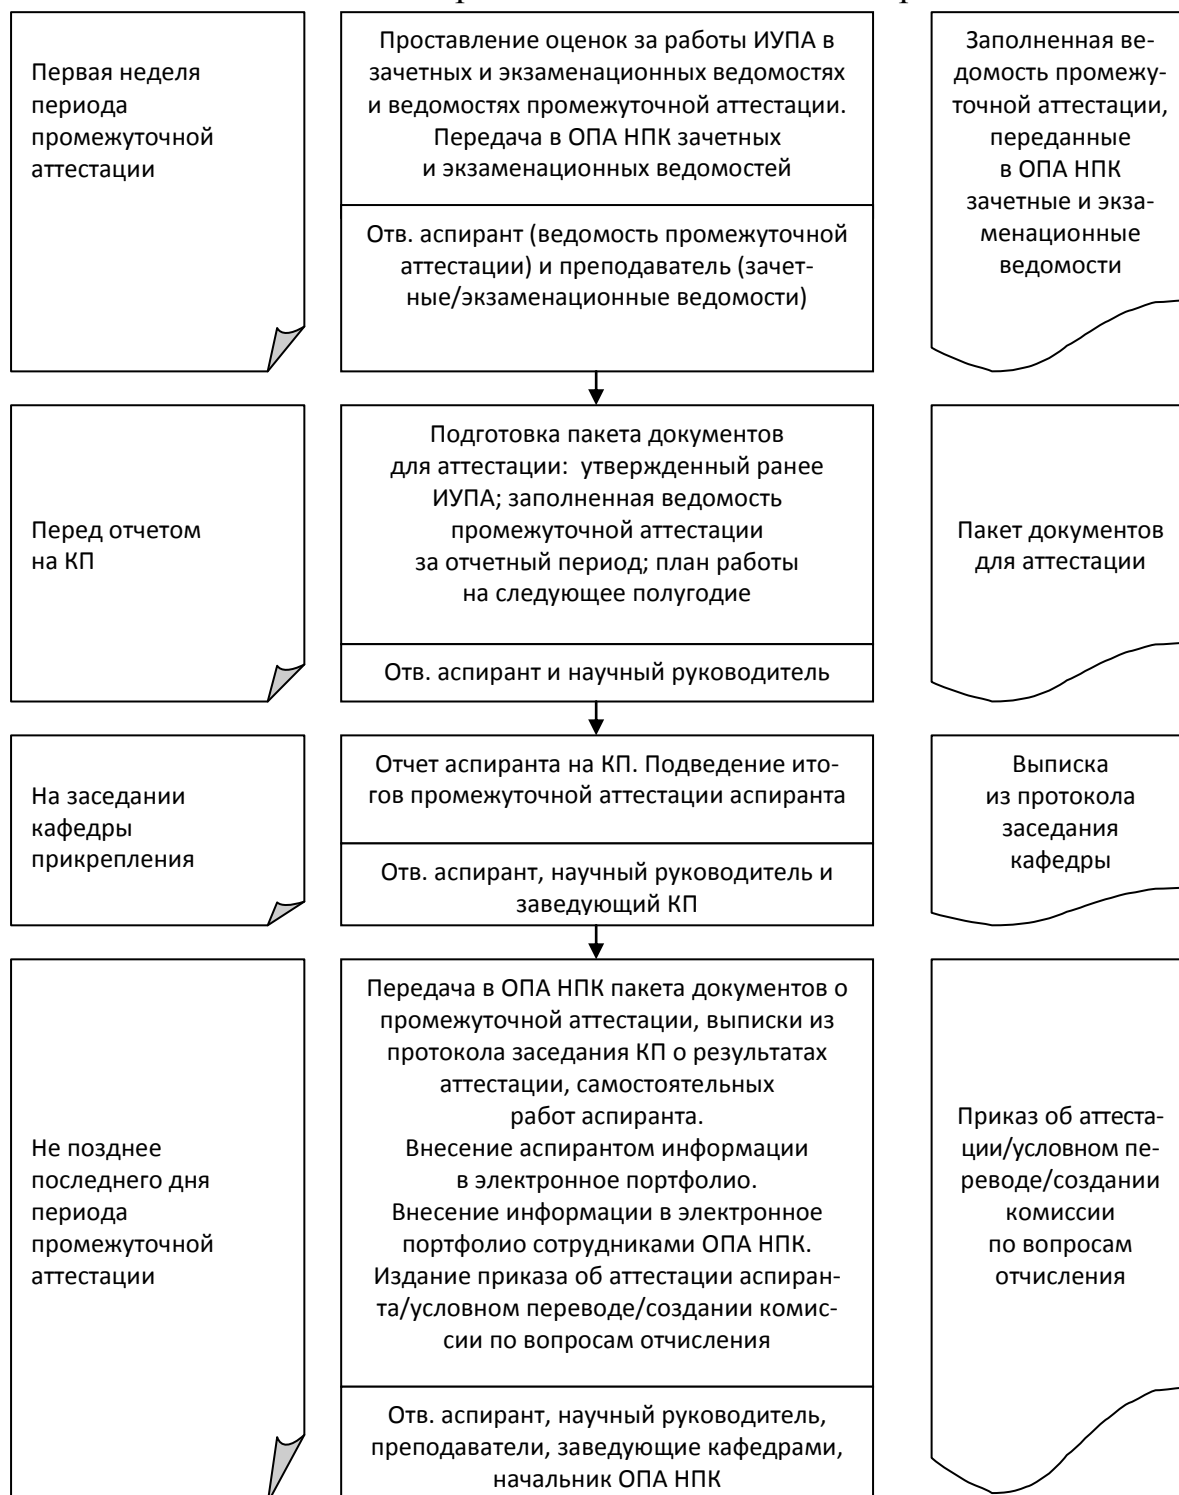 Первая неделя
периода
промежуточной
аттестации
Проставление оценок за работы ИУПА в
зачетных и экзаменационных ведомостях
и ведомостях промежуточной аттестации.
Передача в ОПА НПК зачетных
и экзаменационных ведомостей
Отв. аспирант (ведомость промежуточной
аттестации) и преподаватель (зачет-
ные/экзаменационные ведомости)
Заполненная ве-
домость промежу-
точной аттестации,
переданные
в ОПА НПК
зачетные и экза-
менационные
ведомости
Перед отчетом
на КП
Подготовка пакета документов
для аттестации: утвержденный ранее
ИУПА; заполненная ведомость
промежуточной аттестации
за отчетный период; план работы
на следующее полугодие
Отв. аспирант и научный руководитель
Пакет документов
для аттестации
На заседании
кафедры
прикрепления
Отчет аспиранта на КП. Подведение ито-
гов промежуточной аттестации аспиранта
Отв. аспирант, научный руководитель и
заведующий КП
Выписка
из протокола
заседания
кафедры
Не позднее
последнего дня
периода
промежуточной
аттестации
Передача в ОПА НПК пакета документов о
промежуточной аттестации, выписки из
протокола заседания КП о результатах
аттестации, самостоятельных
работ аспиранта.
Внесение аспирантом информации
в электронное портфолио.
Внесение информации в электронное
портфолио сотрудниками ОПА НПК.
Издание приказа об аттестации аспиран-
та/условном переводе/создании комис-
сии по вопросам отчисления
Отв. аспирант, научный руководитель,
преподаватели, заведующие кафедрами,
начальник ОПА НПК
Приказ об аттеста-
ции/условном пе-
реводе/создании
комиссии
по вопросам
отчисления